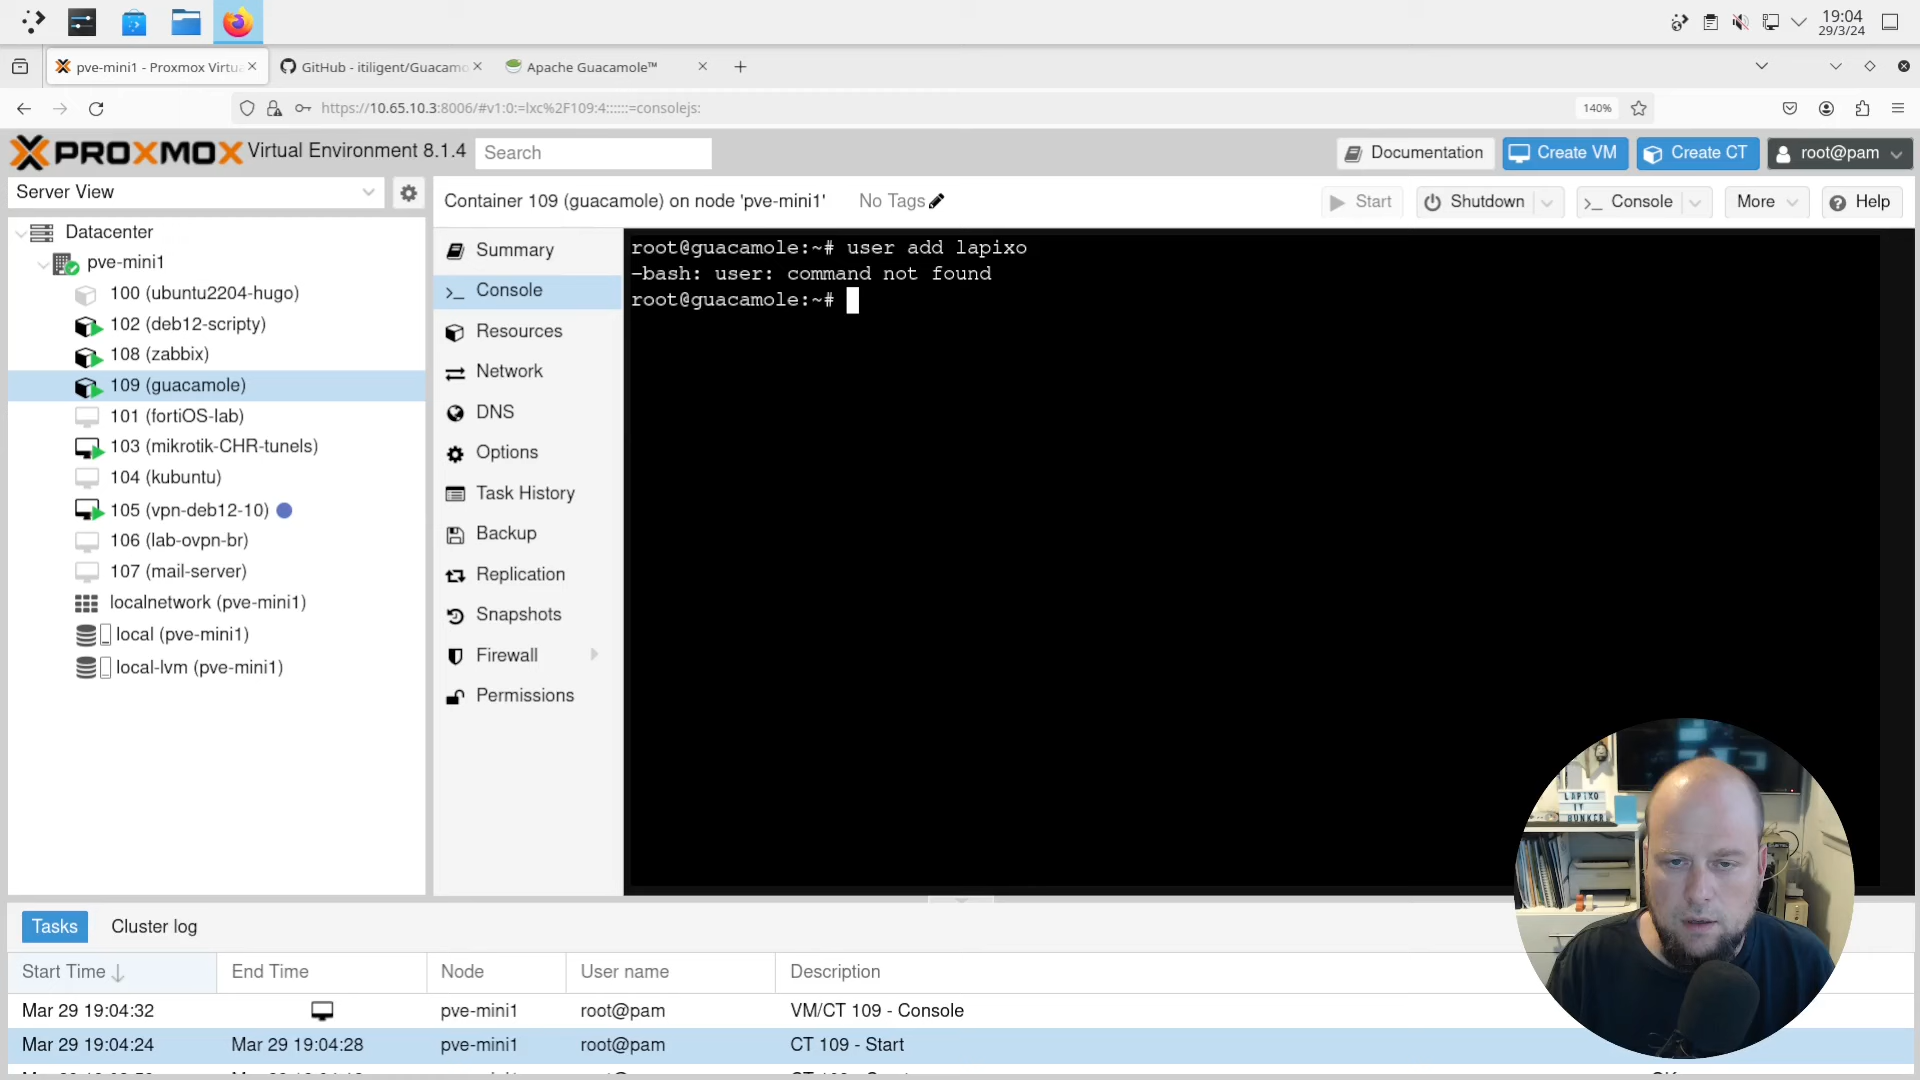 19:04
29/3/24
pve-mini1 - Proxmox Virtu
GitHub - itiligent/Guacamo
Apache Guacamole™
https://10.65.10.3:8006/#v1:0:=lxc%2F109:4::::::=consolejs:
140%
PROXMOX Virtual Environment 8.1.4
Search
Documentation
Create VM
Create CT
root@pam
Server View
Container 109 (guacamole) on node 'pve-mini1'
No Tags
Start
Shutdown
Console
More
Help
Datacenter
pve-mini1
100 (ubuntu2204-hugo)
102 (deb12-scripty)
108 (zabbix)
109 (guacamole)
101 (fortiOS-lab)
103 (mikrotik-CHR-tunels)
104 (kubuntu)
105 (vpn-deb12-10)
106 (lab-ovpn-br)
107 (mail-server)
localnetwork (pve-mini1)
local (pve-mini1)
local-lvm (pve-mini1)
Summary
Console
Resources
Network
DNS
Options
Task History
Backup
Replication
Snapshots
Firewall
Permissions
root@guacamole:~# user add lapixo
-bash: user: command not found
root@guacamole:~#
LAPIXO
IT
BUNKER
Tasks
Cluster log
Start Time
End Time
Node
User name
Description
Mar 29 19:04:32
pve-mini1
root@pam
VM/CT 109 - Console
Mar 29 19:04:24
Mar 29 19:04:28
pve-mini1
root@pam
CT 109 - Start